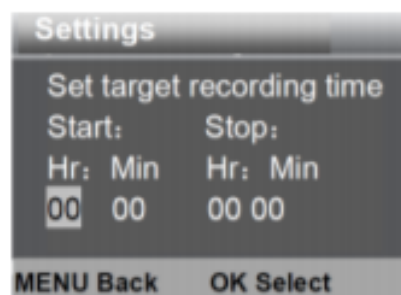 Settings
Set target recording time
Start: Stop:
Hr: Min Hr: Min
00 00 00 00
MENU Back OK Select